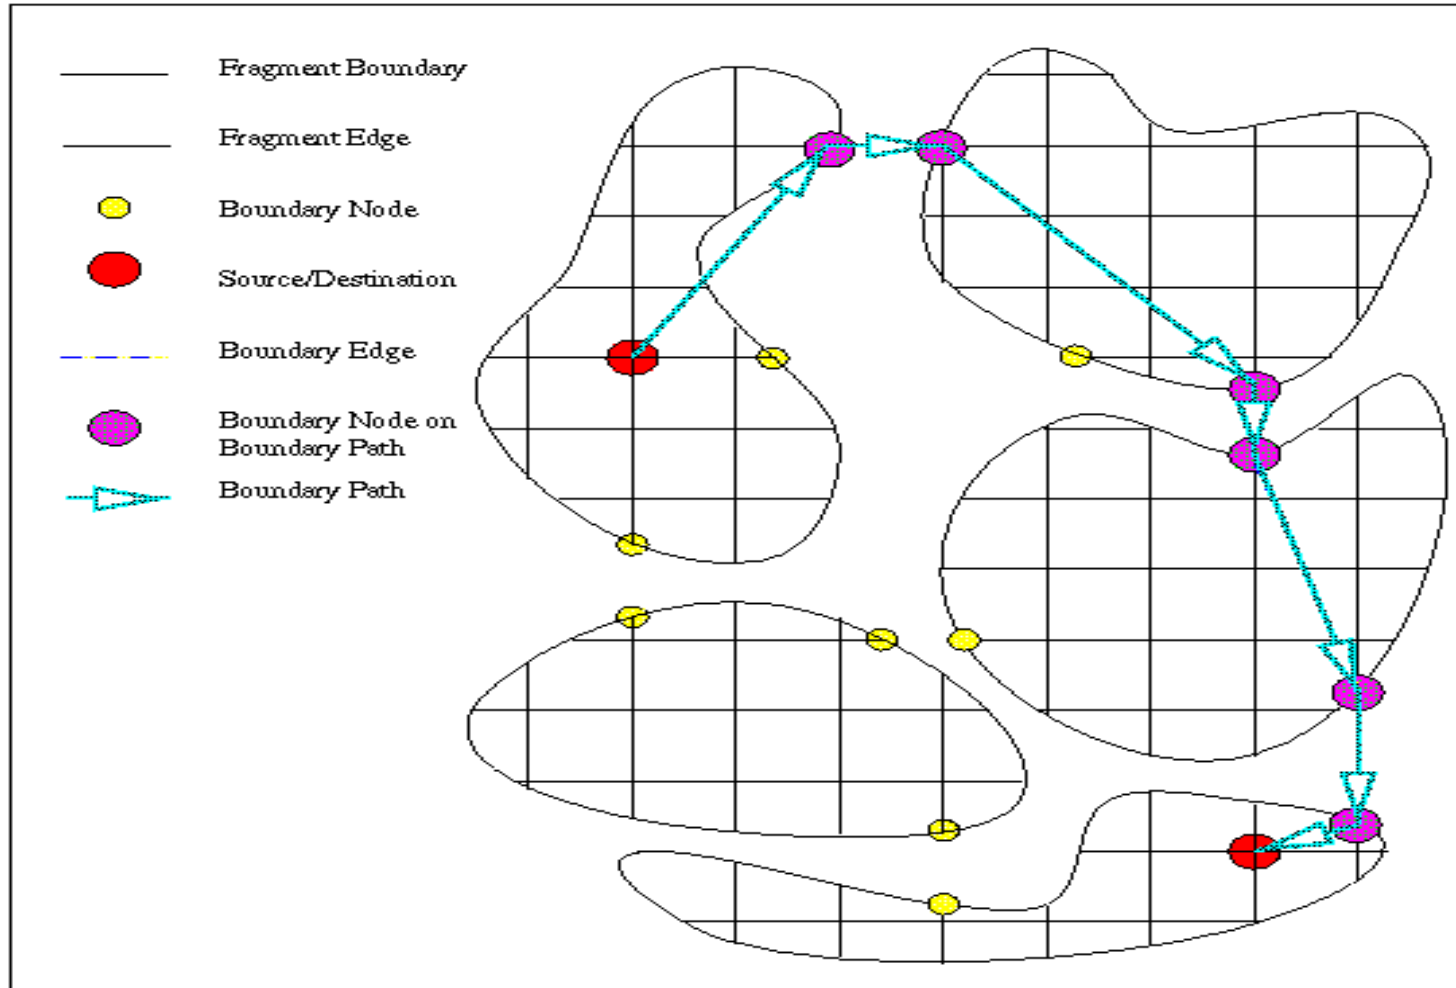 Fragment Boundary
Fragment Edge
Boundary Node
Source/Destination
Boundary Edge
Boundary Node on
Boundary Path
Boundary Path